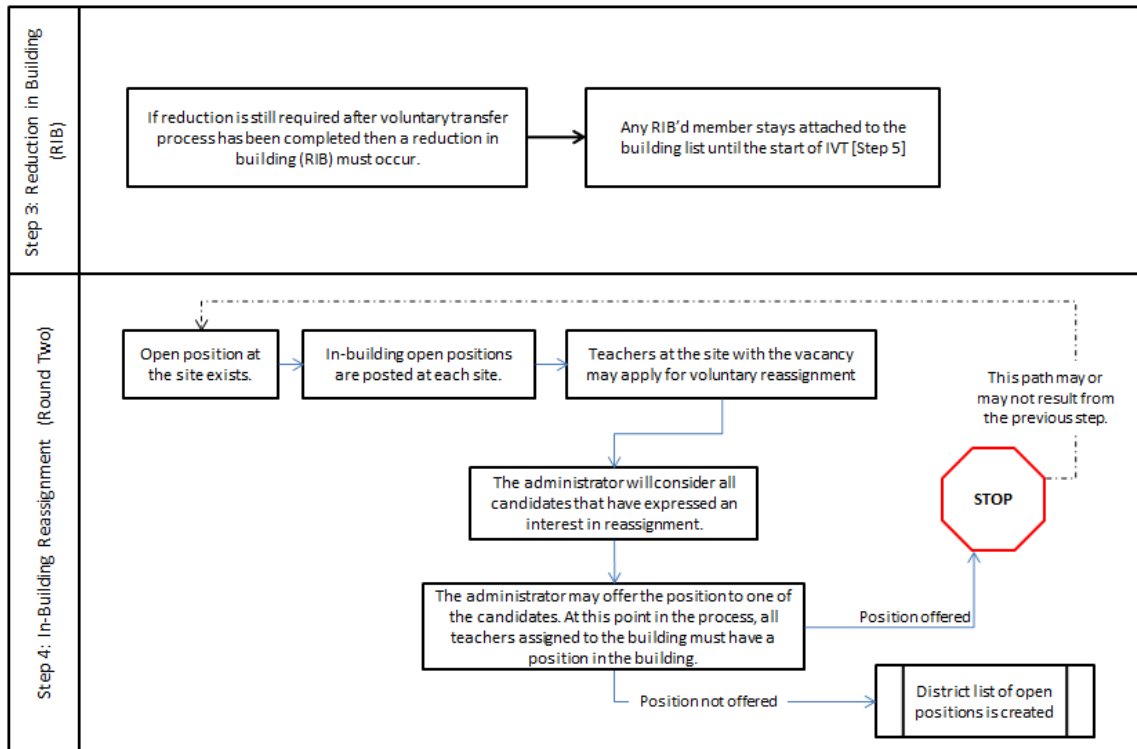 Step 3: Reduction in Building
(RIB)
If reduction is still required after voluntary transfer
process has been completed then a reduction in
building (RIB) must occur.
Any RIB'd member stays attached to the
building list until the start of IVT [Step 5]
Step 4: In-Building Reassignment (Round Two)
Open position at
the site exists.
In-building open positions
are posted at each site.
Teachers at the site with the vacancy
may apply for voluntary reassignment
This path may or
may not result from
the previous step.
The administrator will consider all
candidates that have expressed an
interest in reassignment.
STOP
The administrator may offer the position to one of
the candidates. At this point in the process, all
teachers assigned to the building must have a
position in the building.
Position offered
Position not offered
District list of open
positions is created